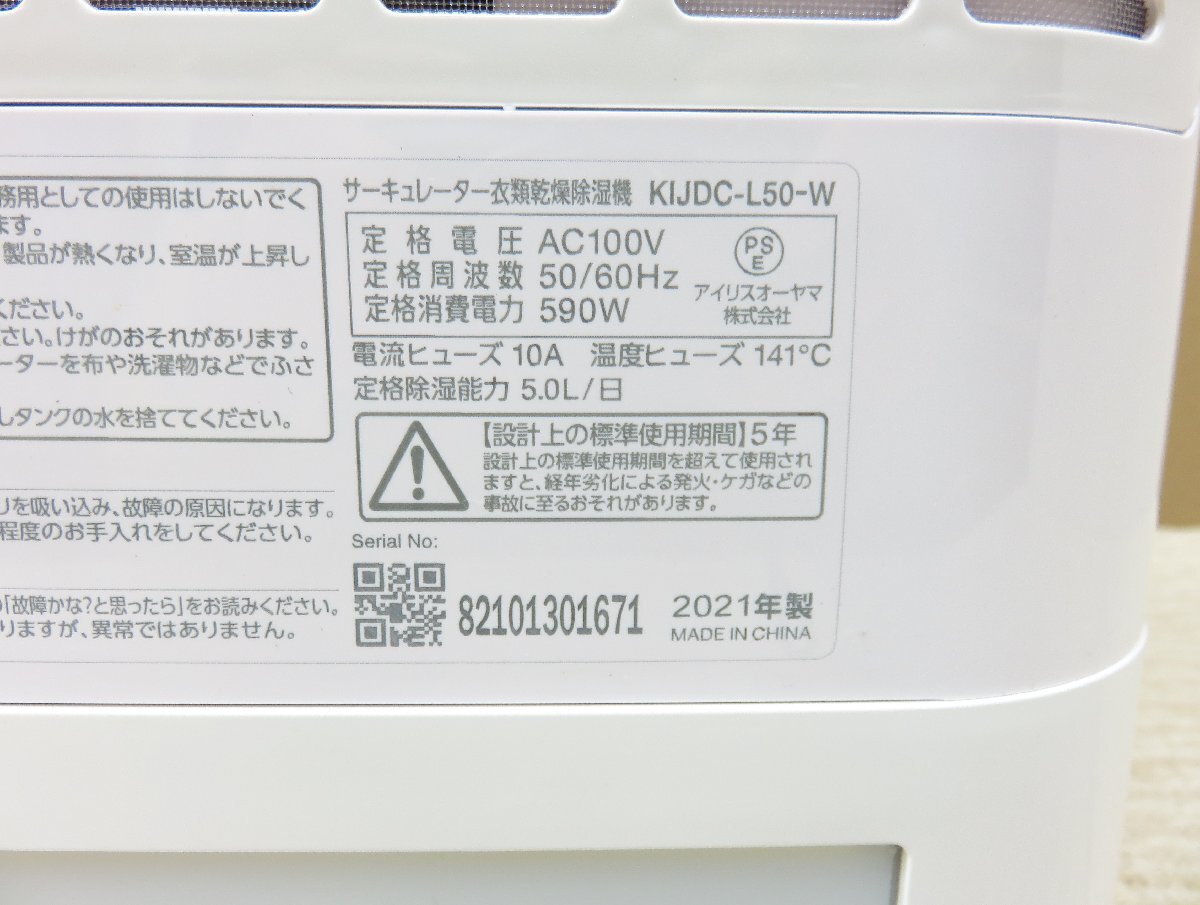 務用としての使用はしないでく
ます。
製品が熱くなり、室温が上昇し
ください。
さい。けがのおそれがあります。
ーターを布や洗濯物などでふさ
しタンクの水を捨ててください。
リを吸い込み、故障の原因になります。
程度のお手入れをしてください。
「故障かな?と思ったら」をお読みください。
りますが、異常ではありません。
サーキュレーター衣類乾燥除湿機 KIJDC-L50-W
定格電圧 AC100V
定格周波数 50/60Hz
定格消費電力 590W
PS
E
アイリスオーヤマ
株式会社
電流ヒューズ 10A 温度ヒューズ 141°C
定格除湿能力 5.0L/日
【設計上の標準使用期間】5年
設計上の標準使用期間を超えて使用され
ますと、経年劣化による発火・ケガなどの
事故に至るおそれがあります。
Serial No:
82101301671
2021年製
MADE IN CHINA